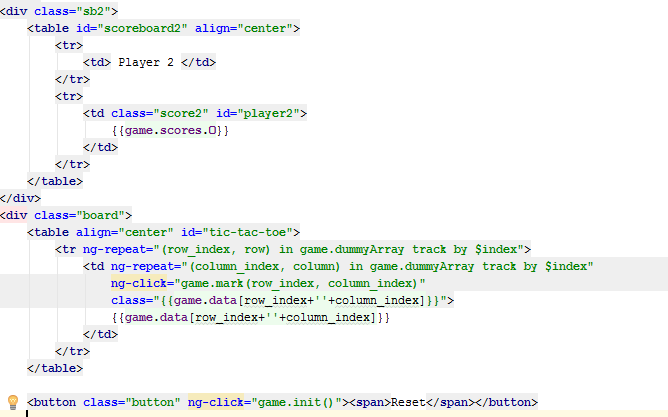 <div class="sb2">
<table id="scoreboard2" align="center">
<tr>
<td> Player 2 </td>
</tr>
<tr>
<td class="score2" id="player2">
{{game.scores.O}}
</td>
</tr>
</table>
</div>
<div class="board">
<table align="center" id="tic-tac-toe">
<tr ng-repeat="(row_index, row) in game.dummyArray track by $index">
<td ng-repeat="(column_index, column) in game.dummyArray track by $index"
ng-click="game.mark(row_index, column_index)"
class="{{game.data[row_index+''+column_index]}}">
{{game.data[row_index+''+column_index]}}
</td>
</tr>
</table>
<button class="button" ng-click="game.init()"><span>Reset</span></button>